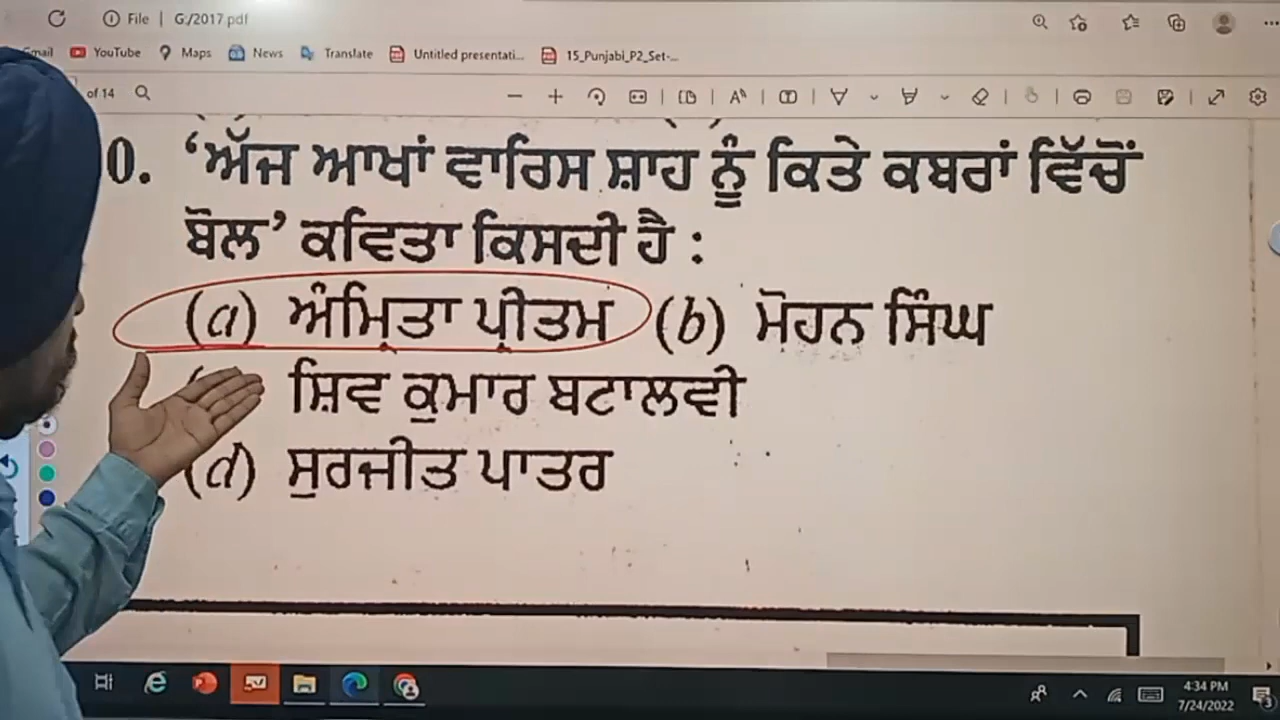 File | G:/2017.pdf
YouTube Maps News Translate Untitled presentati... 15_Punjabi_P2_Set-...
of 14
0. ‘ਅੱਜ ਆਖਾਂ ਵਾਰਿਸ ਸ਼ਾਹ ਨੂੰ ਕਿਤੇ ਕਬਰਾਂ ਵਿੱਚੋਂ
ਬੋਲ’ ਕਵਿਤਾ ਕਿਸਦੀ ਹੈ :
(a) ਅੰਮ੍ਰਿਤਾ ਪ੍ਰੀਤਮ (b) ਮੋਹਨ ਸਿੰਘ
ਸ਼ਿਵ ਕੁਮਾਰ ਬਟਾਲਵੀ
(d) ਸੁਰਜੀਤ ਪਾਤਰ
4:34 PM
7/24/2022